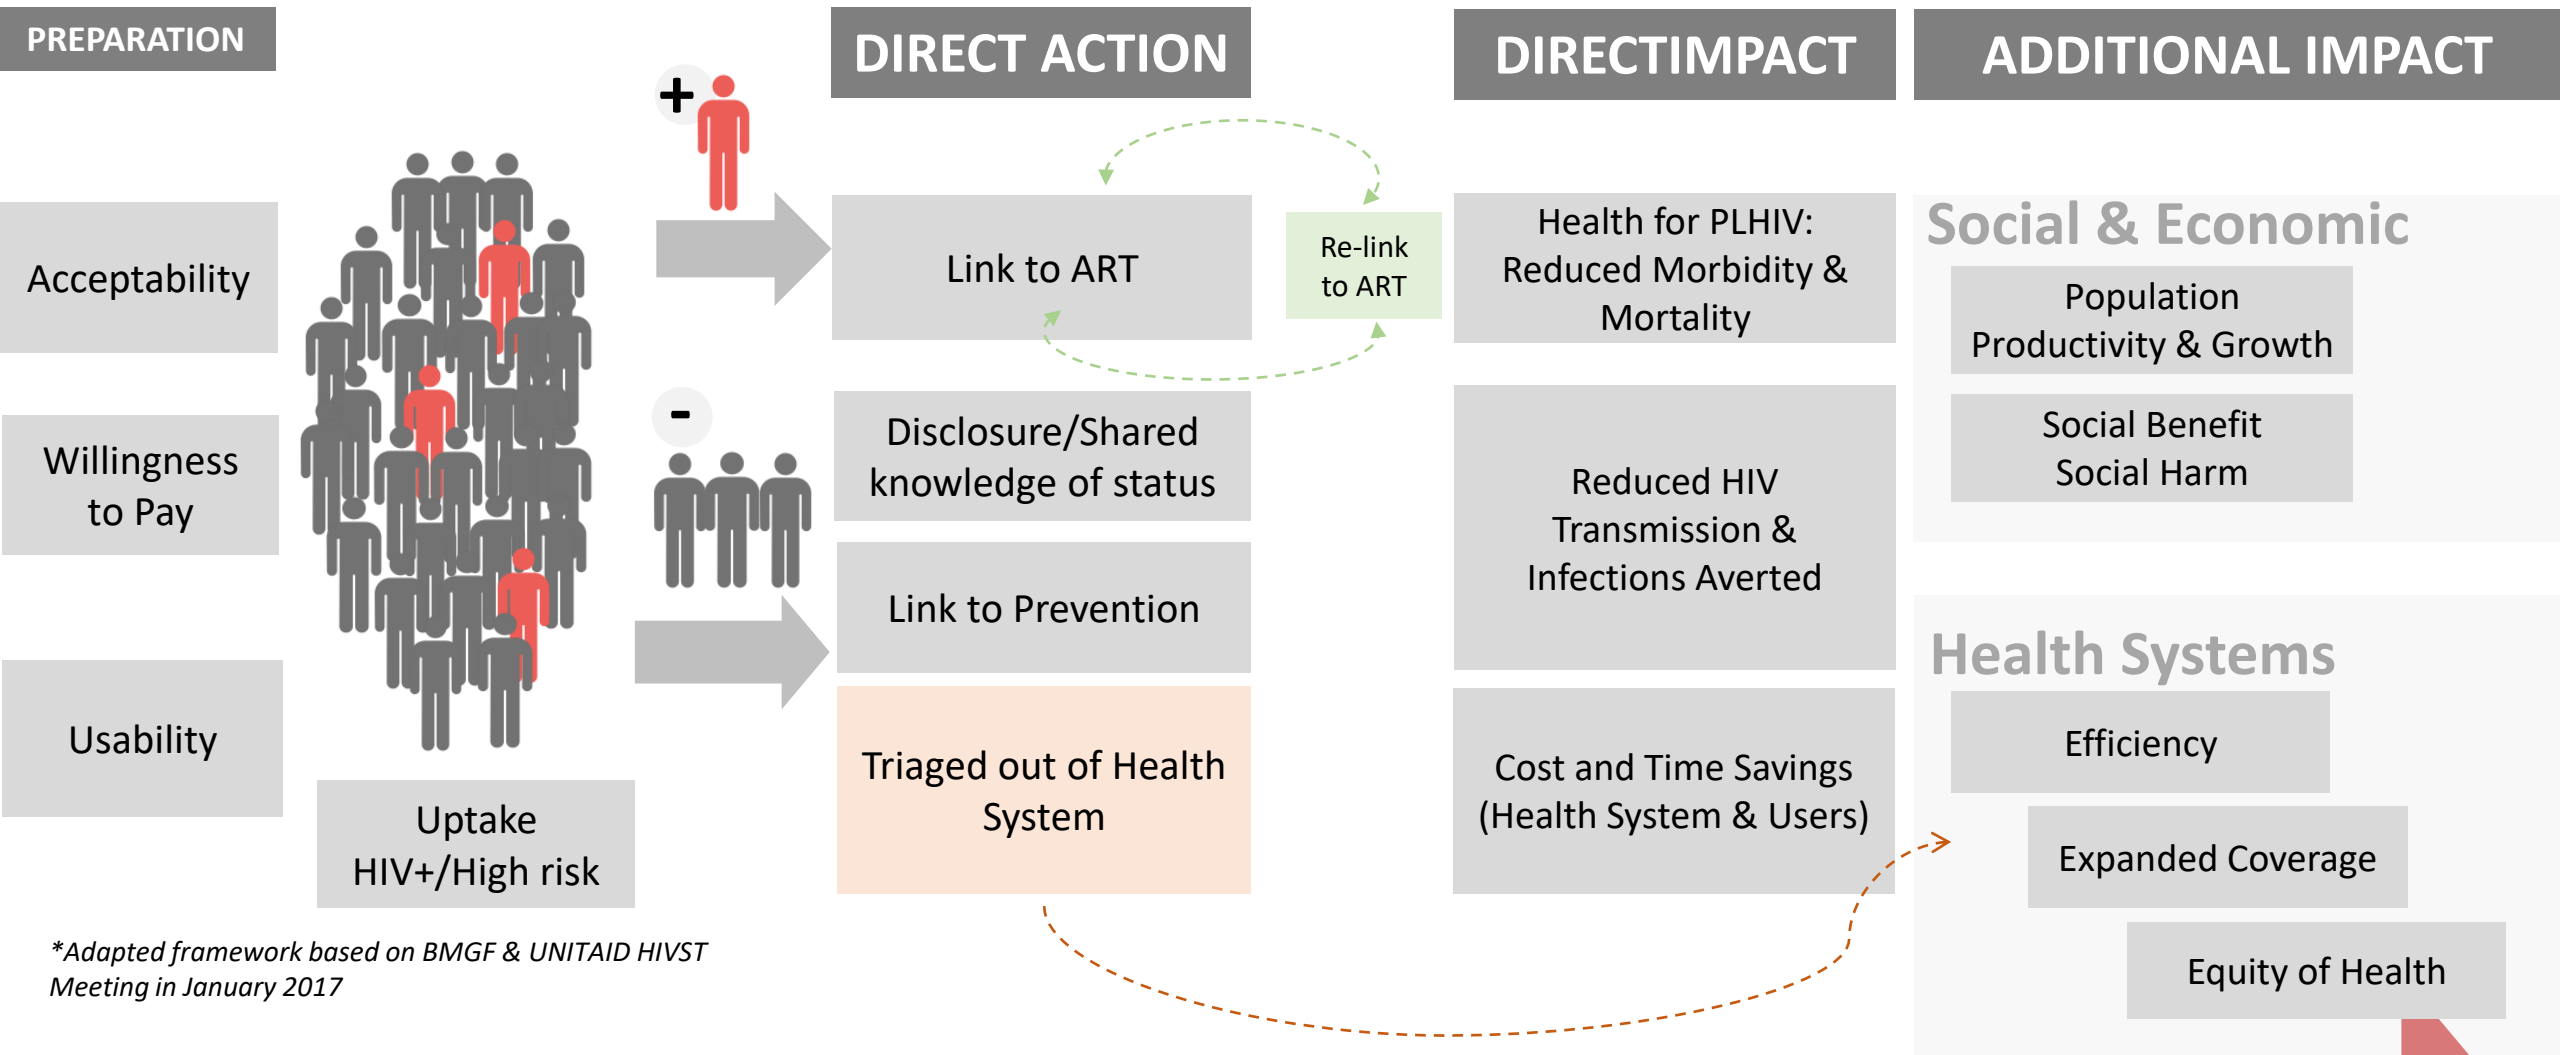 PREPARATION
Acceptability
Willingness
to Pay
Usability
Uptake
HIV+/High risk
*Adapted framework based on BMGF & UNITAID HIVST
Meeting in January 2017
+
-
DIRECT ACTION
Link to ART
Re-link
to ART
Disclosure/Shared
knowledge of status
Link to Prevention
Triaged out of Health
System
DIRECTIMPACT
Health for PLHIV:
Reduced Morbidity &
Mortality
Reduced HIV
Transmission &
Infections Averted
Cost and Time Savings
(Health System & Users)
ADDITIONAL IMPACT
Social & Economic
Population
Productivity & Growth
Social Benefit
Social Harm
Health Systems
Efficiency
Expanded Coverage
Equity of Health